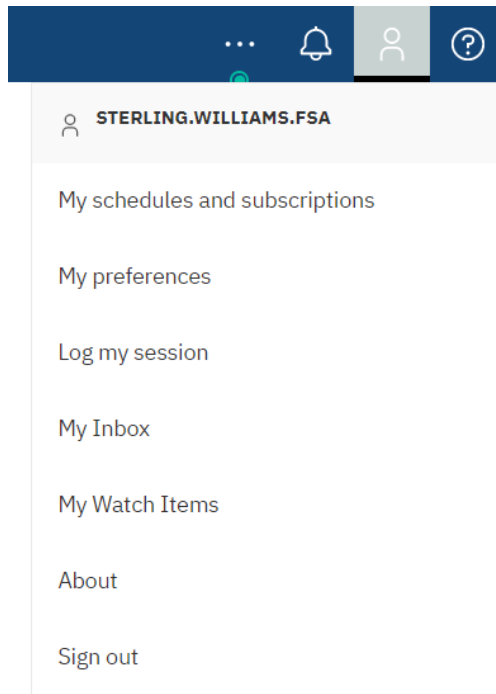 STERLING.WILLIAMS.FSA
My schedules and subscriptions
My preferences
Log my session
My Inbox
My Watch Items
About
Sign out